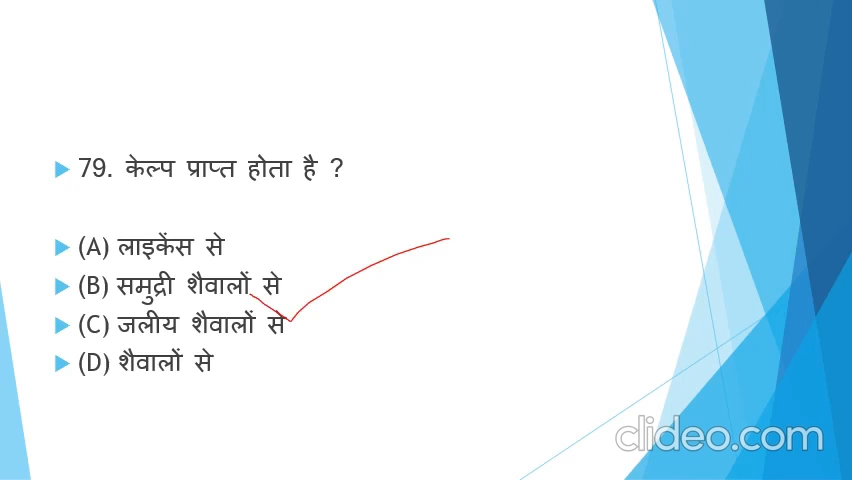 79. केल्प प्राप्त होता है ?
(A) लाइकेंस से
(B) समुद्री शैवालों से
(C) जलीय शैवालों से
(D) शैवालों से
clideo.com